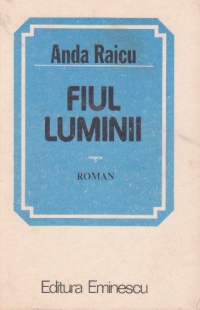 Anda Raicu
FIUL
LUMINII
ROMAN
Editura Eminescu